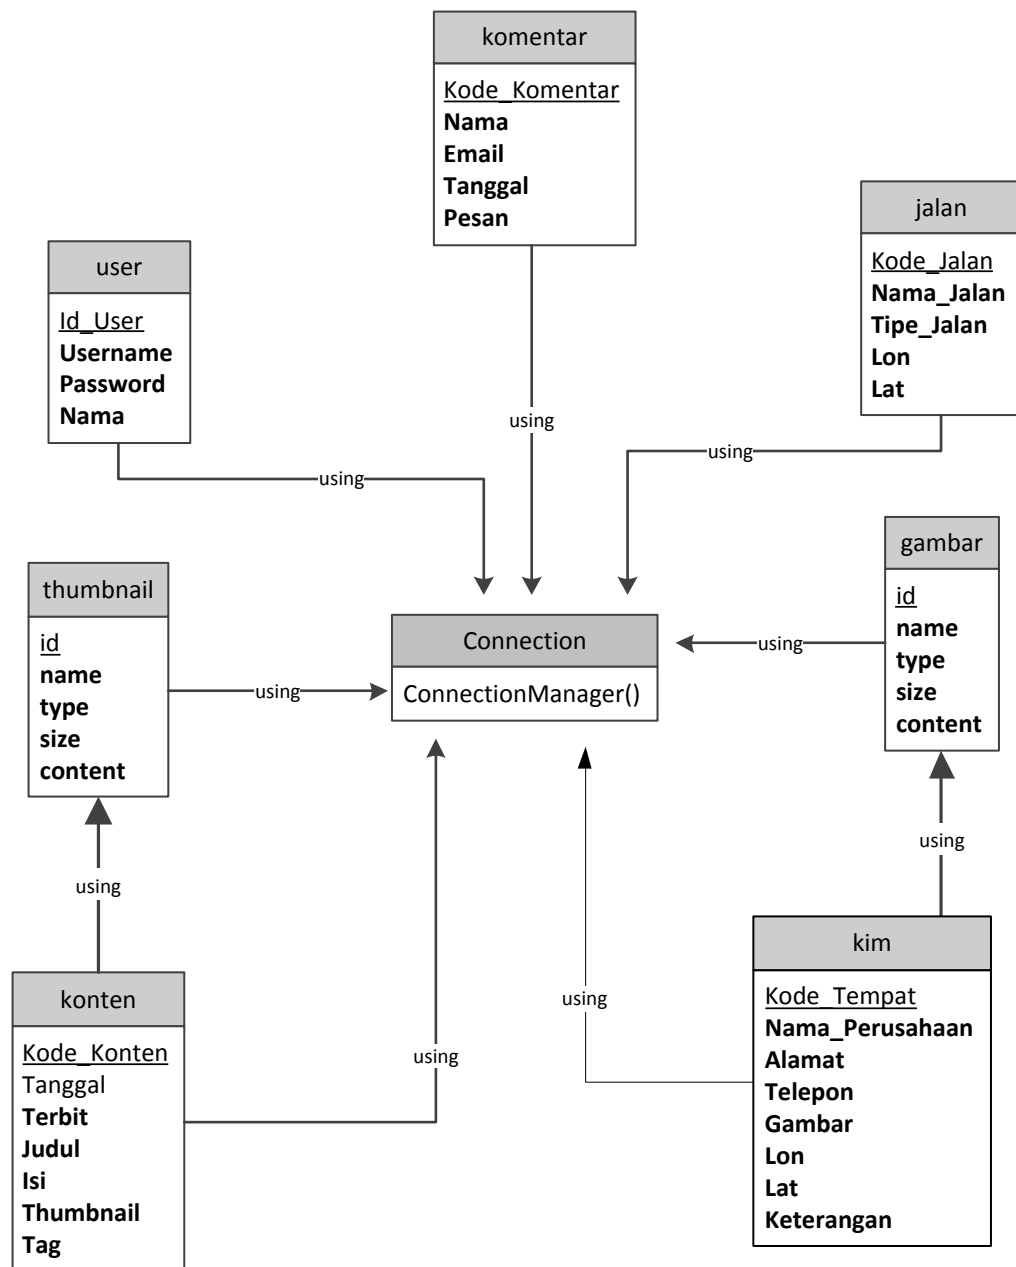 komentar
Kode_Komentar
Nama
Email
Tanggal
Pesan
jalan
Kode_Jalan
Nama_Jalan
Tipe_Jalan
Lon
Lat
user
Id_User
Username
Password
Nama
using
using
using
thumbnail
id
name
type
size
content
gambar
id
name
type
size
content
Connection
ConnectionManager()
using
using
using
using
using
using
konten
Kode_Konten
Tanggal
Terbit
Judul
Isi
Thumbnail
Tag
kim
Kode_Tempat
Nama_Perusahaan
Alamat
Telepon
Gambar
Lon
Lat
Keterangan